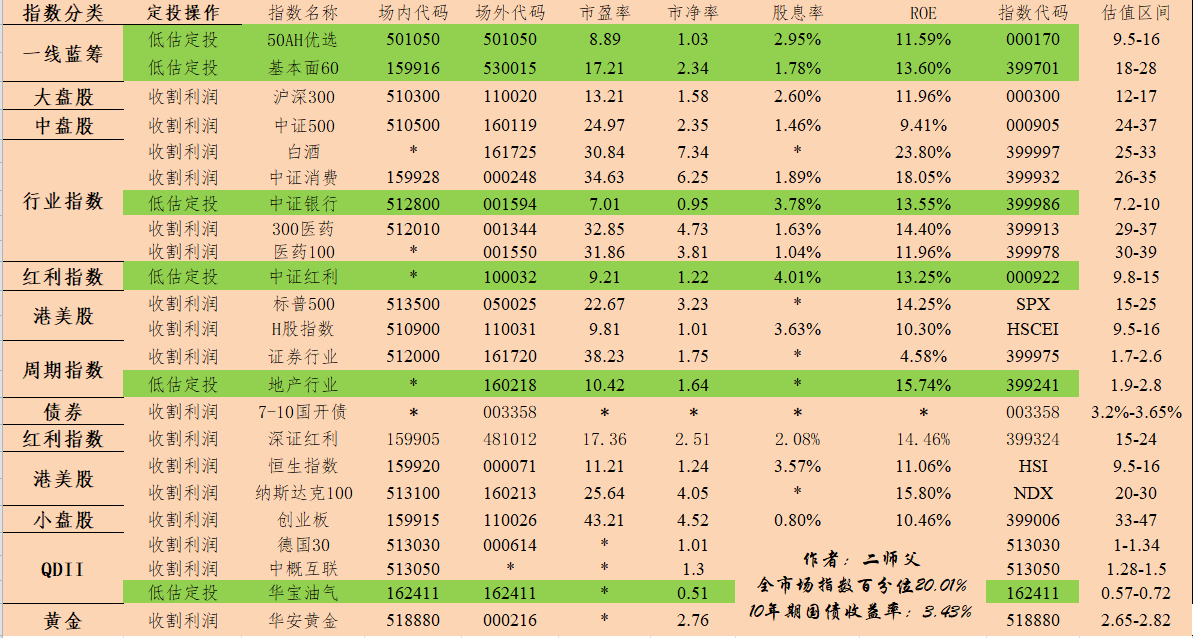 指数分类 定投操作 指数名称 场内代码 场外代码 市盈率 市净率 股息率 ROE 指数代码 估值区间
一线蓝筹 低估定投 50AH优选 501050 501050 8.89 1.03 2.95% 11.59% 000170 9.5-16
低估定投 基本面60 159916 530015 17.21 2.34 1.78% 13.60% 399701 18-28
大盘股 收割利润 沪深300 510300 110020 13.21 1.58 2.60% 11.96% 000300 12-17
中盘股 收割利润 中证500 510500 160119 24.97 2.35 1.46% 9.41% 000905 24-37
行业指数 收割利润 白酒 * 161725 30.84 7.34 * 23.80% 399997 25-33
收割利润 中证消费 159928 000248 34.63 6.25 1.89% 18.05% 399932 26-35
低估定投 中证银行 512800 001594 7.01 0.95 3.78% 13.55% 399986 7.2-10
收割利润 300医药 512010 001344 32.85 4.73 1.63% 14.40% 399913 29-37
收割利润 医药100 * 001550 31.86 3.81 1.04% 11.96% 399978 30-39
红利指数 低估定投 中证红利 * 100032 9.21 1.22 4.01% 13.25% 000922 9.8-15
港美股 收割利润 标普500 513500 050025 22.67 3.23 * 14.25% SPX 15-25
收割利润 H股指数 510900 110031 9.81 1.01 3.63% 10.30% HSCEI 9.5-16
周期指数 收割利润 证券行业 512000 161720 38.23 1.75 * 4.58% 399975 1.7-2.6
低估定投 地产行业 * 160218 10.42 1.64 * 15.74% 399241 1.9-2.8
债券 收割利润 7-10国开债 * 003358 * * * * 003358 3.2%-3.65%
红利指数 收割利润 深证红利 159905 481012 17.36 2.51 2.08% 14.46% 399324 15-24
港美股 收割利润 恒生指数 159920 000071 11.21 1.24 3.57% 11.06% HSI 9.5-16
收割利润 纳斯达克100 513100 160213 25.64 4.05 * 15.80% NDX 20-30
小盘股 收割利润 创业板 159915 110026 43.21 4.52 0.80% 10.46% 399006 33-47
QDII 收割利润 德国30 513030 000614 * 1.01 513030 1-1.34
收割利润 中概互联 513050 * * 1.3 513050 1.28-1.5
低估定投 华宝油气 162411 162411 * 0.51 162411 0.57-0.72
黄金 收割利润 华安黄金 518880 000216 * 2.76 518880 2.65-2.82
作者：二师父
全市场指数百分位20.01%
10年期国债收益率：3.43%